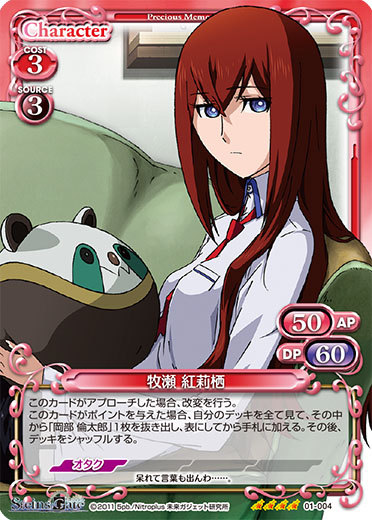 Precious Memories
Character
COST
3
SOURCE
3
50 AP
DP 60
牧瀬 紅莉栖
このカードがアプローチした場合、改変を行う。
このカードがポイントを与えた場合、自分のデッキを全て見て、その中
から「岡部 倫太郎」1枚を抜き出し、表にしてから手札に加える。その後、
デッキをシャッフルする。
オタク
呆れて言葉も出んわ……。
Steins;Gate
©2011 5pb./Nitroplus 未来ガジェット研究所
01-004